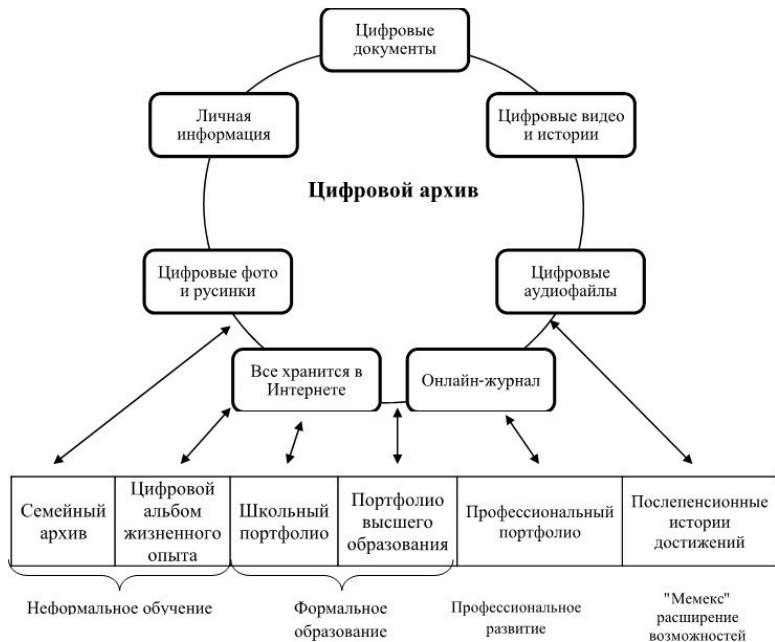 Цифровые
документы
Личная
информация
Цифровые видео
и истории
Цифровой архив
Цифровые фото
и русинки
Цифровые
аудиофайлы
Все хранится в
Интернете
Онлайн-журнал
Семейный
архив
Цифровой
альбом
жизненного
опыта
Школьный
портфолио
Портфолио
высшего
образования
Профессиональный
портфолио
Послепенсионные
истории
достижений
Неформальное обучение
Формальное
образование
Профессиональное
развитие
"Мемекс"
расширение
возможностей